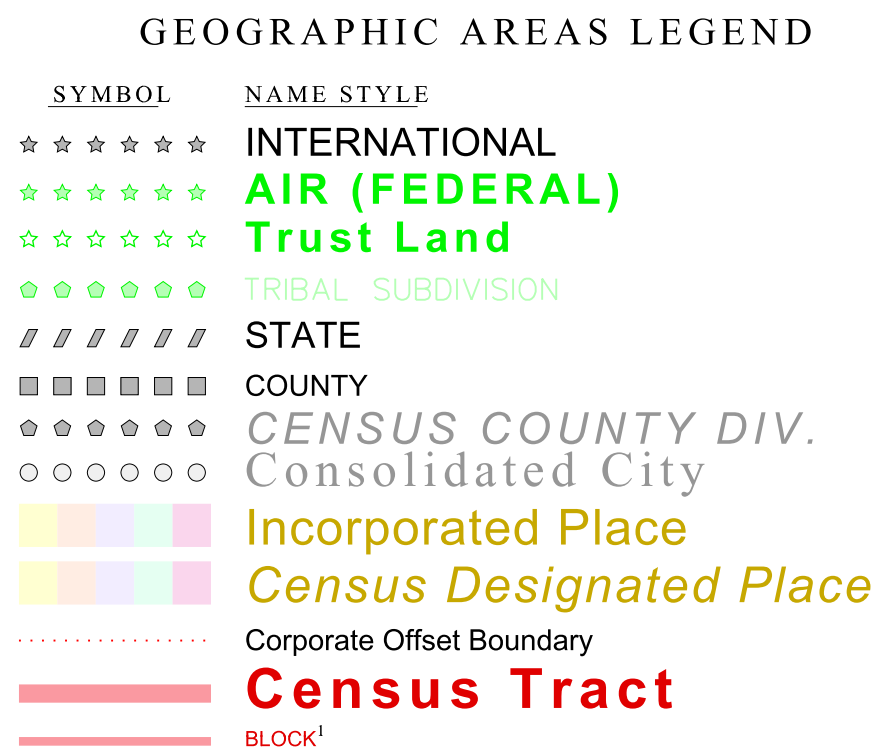 GEOGRAPHIC AREAS LEGEND
SYMBOL NAME STYLE
INTERNATIONAL
AIR (FEDERAL)
Trust Land
TRIBAL SUBDIVISION
STATE
COUNTY
CENSUS COUNTY DIV.
Consolidated City
Incorporated Place
Census Designated Place
Corporate Offset Boundary
Census Tract
BLOCK¹